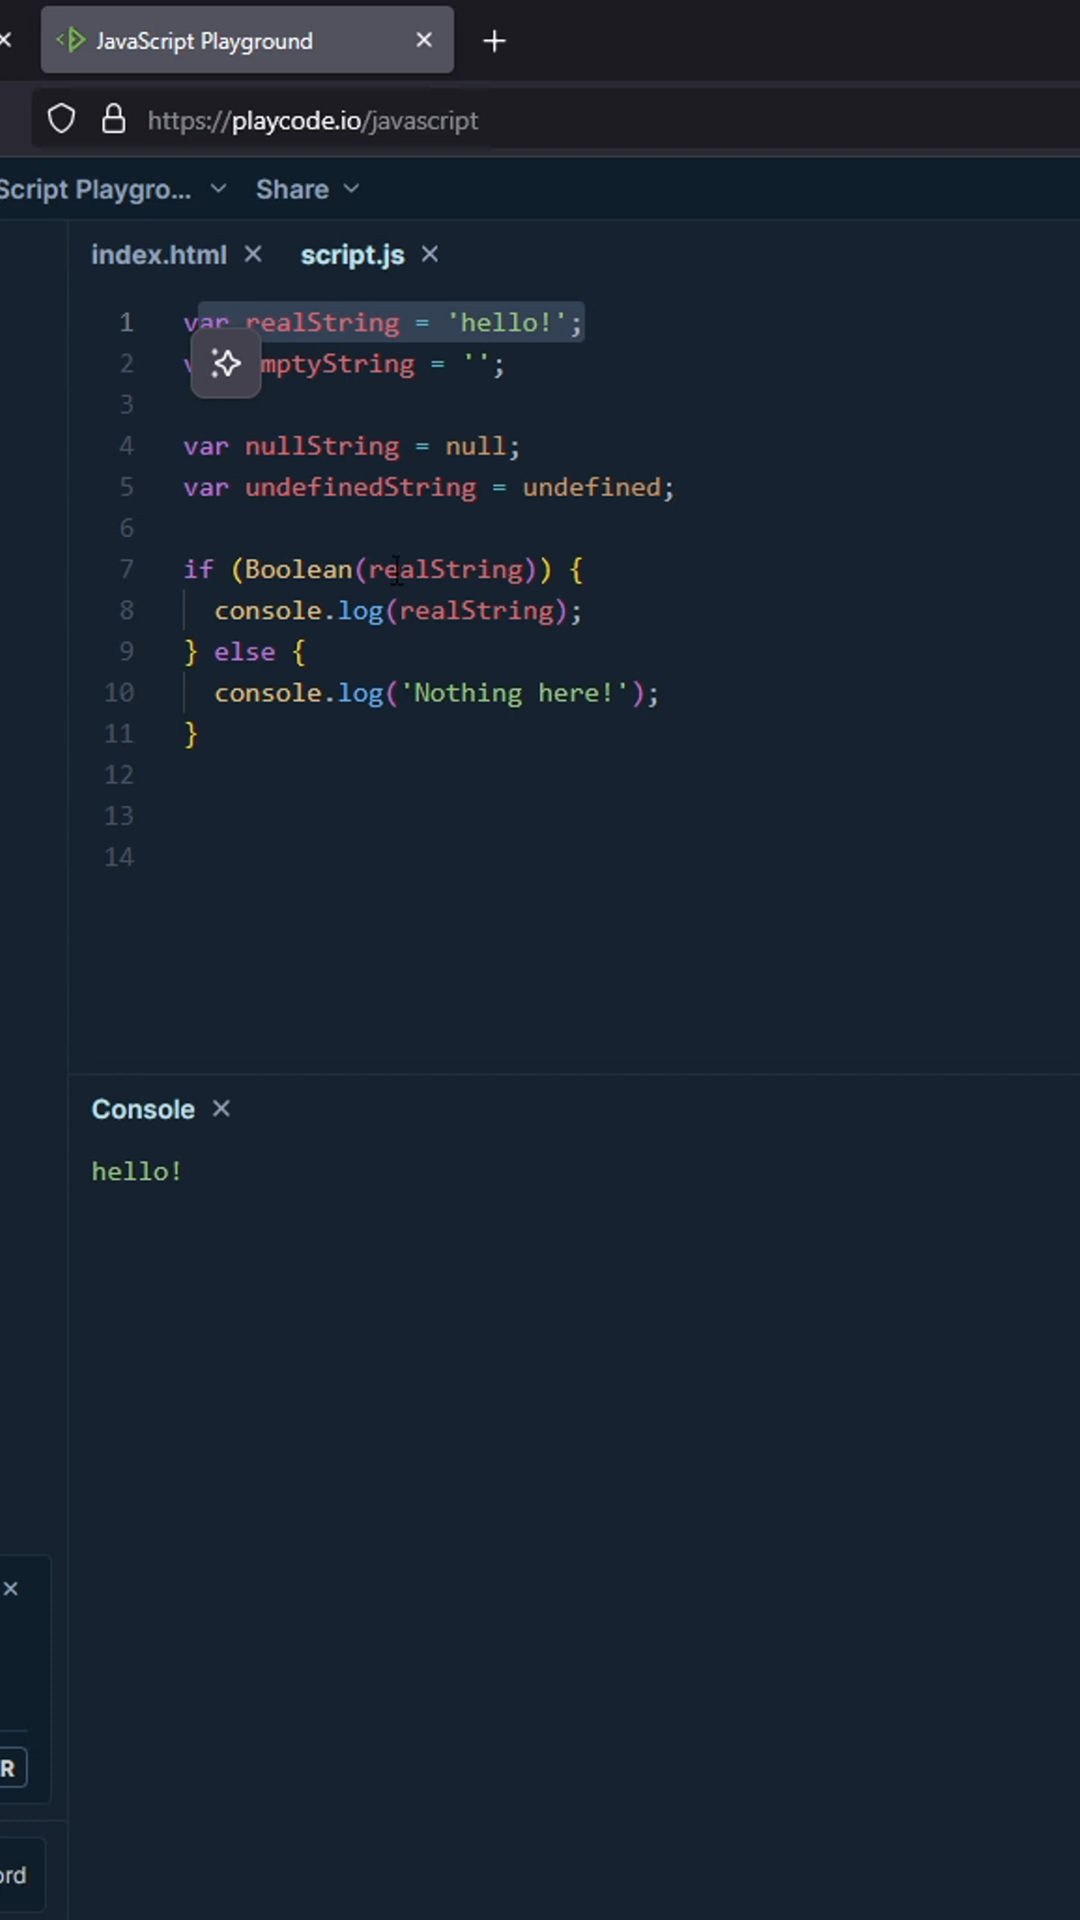 JavaScript Playground
https://playcode.io/javascript
Script Playgro... Share
index.html script.js
1 var realString = 'hello!';
2 mptyString = '';
3
4 var nullString = null;
5 var undefinedString = undefined;
6
7 if (Boolean(realString)) {
8 console.log(realString);
9 } else {
10 console.log('Nothing here!');
11 }
12
13
14
Console
hello!
R
ord